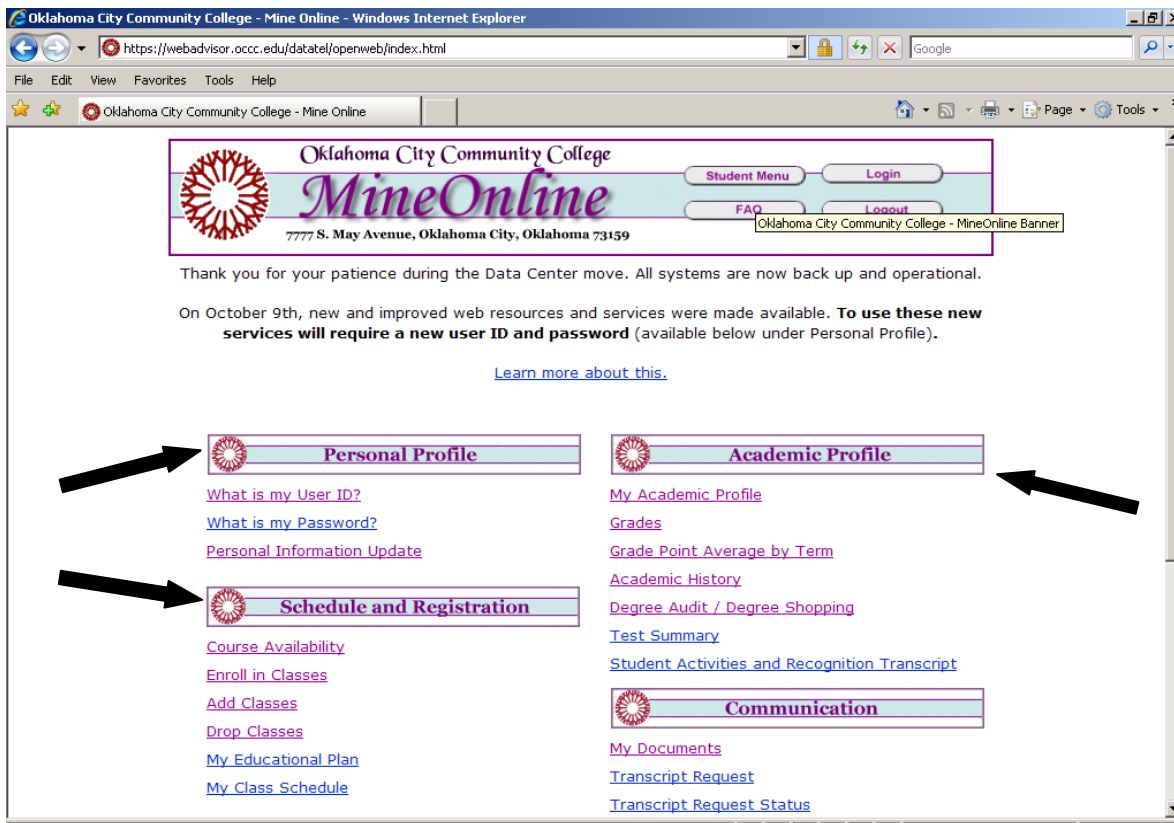 Oklahoma City Community College - Mine Online - Windows Internet Explorer
https://webadvisor.occc.edu/datatel/openweb/index.html
Google
File Edit View Favorites Tools Help
Oklahoma City Community College - Mine Online
Page Tools
Oklahoma City Community College
MineOnline
7777 S. May Avenue, Oklahoma City, Oklahoma 73159
Student Menu Login
FAQ Logout
Oklahoma City Community College - MineOnline Banner
Thank you for your patience during the Data Center move. All systems are now back up and operational.
On October 9th, new and improved web resources and services were made available. To use these new
services will require a new user ID and password (available below under Personal Profile).
Learn more about this.
Personal Profile
What is my User ID?
What is my Password?
Personal Information Update
Schedule and Registration
Course Availability
Enroll in Classes
Add Classes
Drop Classes
My Educational Plan
My Class Schedule
Academic Profile
My Academic Profile
Grades
Grade Point Average by Term
Academic History
Degree Audit / Degree Shopping
Test Summary
Student Activities and Recognition Transcript
Communication
My Documents
Transcript Request
Transcript Request Status